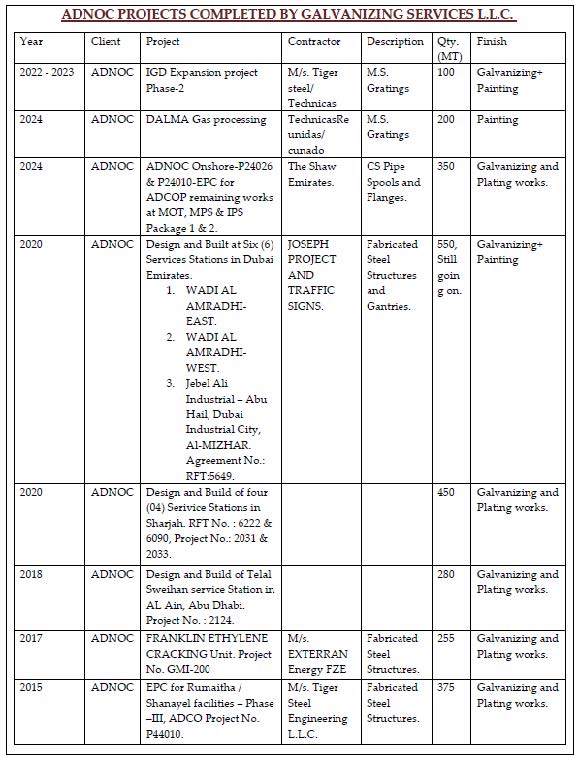 ADNOC PROJECTS COMPLETED BY GALVANIZING SERVICES L.L.C.
Year Client Project Contractor Description Qty. (MT) Finish
2022 - 2023 ADNOC IGD Expansion project Phase-2 M/s. Tiger steel/ Technicas M.S. Gratings 100 Galvanizing+ Painting
2024 ADNOC DALMA Gas processing TechnicasRe unidas/ cunado M.S. Gratings 200 Painting
2024 ADNOC ADNOC Onshore-P24026 & P24010-EPC for ADCOP remaining works at MOT, MPS & IPS Package 1 & 2. The Shaw Emirates. CS Pipe Spools and Flanges. 350 Galvanizing and Plating works.
2020 ADNOC Design and Built at Six (6) Services Stations in Dubai Emirates. JOSEPH PROJECT AND TRAFFIC SIGNS. Fabricated Steel Structures and Gantries. 550, Still goin g on. Galvanizing+ Painting
1. WADI AL AMRADHI-EAST.
2. WADI AL AMRADHI-WEST.
3. Jebel Ali Industrial – Abu Hail, Dubai Industrial City, Al-MIZHAR. Agreement No.: RFT:5649.
2020 ADNOC Design and Build of four (04) Serivice Stations in Sharjah. RFT No. : 6222 & 6090, Project No.: 2031 & 2033. 450 Galvanizing and Plating works.
2018 ADNOC Design and Build of Telal Sweihan service Station in AL Ain, Abu Dhabi. Project No. : 2124. 280 Galvanizing and Plating works.
2017 ADNOC FRANKLIN ETHYLENE CRACKING Unit. Project No. GMI-200 M/s. EXTERRAN Energy FZE Fabricated Steel Structures. 255 Galvanizing and Plating works.
2015 ADNOC EPC for Rumaitha / Shanayel facilities – Phase –III, ADCO Project No. P44010. M/s. Tiger Steel Engineering L.L.C. Fabricated Steel Structures. 375 Galvanizing and Plating works.